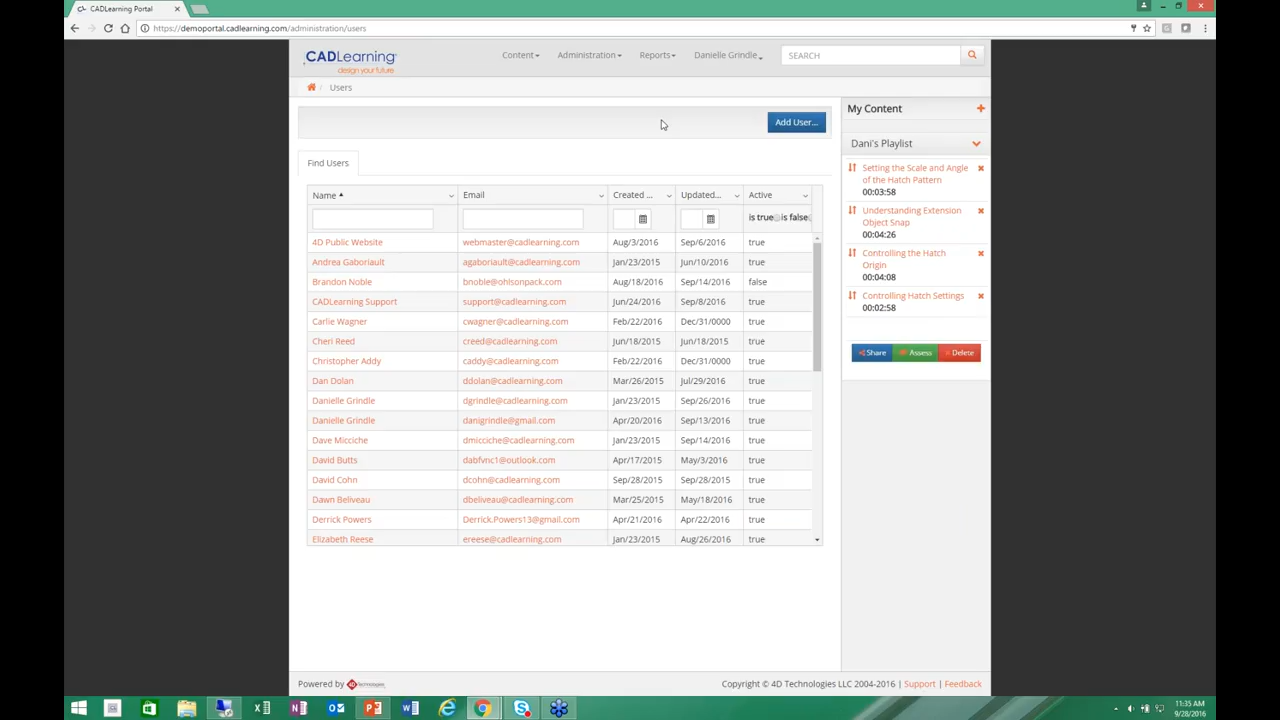 CADLearning Portal
https://demoportal.cadlearning.com/administration/users
CADLearning
design your future
Content Administration Reports Danielle Grindle
SEARCH
/ Users
Add User...
Find Users
Name Email Created ... Updated... Active
is true is false
4D Public Website webmaster@cadlearning.com Aug/3/2016 Sep/6/2016 true
Andrea Gaboriault agaboriault@cadlearning.com Jan/23/2015 Jun/10/2016 true
Brandon Noble bnoble@ohlsonpack.com Aug/18/2016 Sep/14/2016 false
CADLearning Support support@cadlearning.com Jun/24/2016 Sep/8/2016 true
Carlie Wagner cwagner@cadlearning.com Feb/22/2016 Dec/31/0000 true
Cheri Reed creed@cadlearning.com Jun/18/2015 Jun/18/2015 true
Christopher Addy caddy@cadlearning.com Feb/22/2016 Dec/31/0000 true
Dan Dolan ddolan@cadlearning.com Mar/26/2015 Jul/29/2016 true
Danielle Grindle dgrindle@cadlearning.com Jan/23/2015 Sep/26/2016 true
Danielle Grindle danigrindle@gmail.com Apr/20/2016 Sep/13/2016 true
Dave Micciche dmicciche@cadlearning.com Jan/23/2015 Sep/14/2016 true
David Butts dabfvnc1@outlook.com Apr/17/2015 May/3/2016 true
David Cohn dcohn@cadlearning.com Sep/28/2015 Sep/28/2015 true
Dawn Beliveau dbeliveau@cadlearning.com Mar/25/2015 May/18/2016 true
Derrick Powers Derrick.Powers13@gmail.com Apr/21/2016 Apr/22/2016 true
Elizabeth Reese ereese@cadlearning.com Jan/23/2015 Aug/26/2016 true
My Content
Dani's Playlist
Setting the Scale and Angle
of the Hatch Pattern
00:03:58
Understanding Extension
Object Snap
00:04:26
Controlling the Hatch
Origin
00:04:08
Controlling Hatch Settings
00:02:58
Share Assess Delete
Powered by 4D Technologies
Copyright © 4D Technologies LLC 2004-2016 | Support | Feedback
11:35 AM
9/28/2016